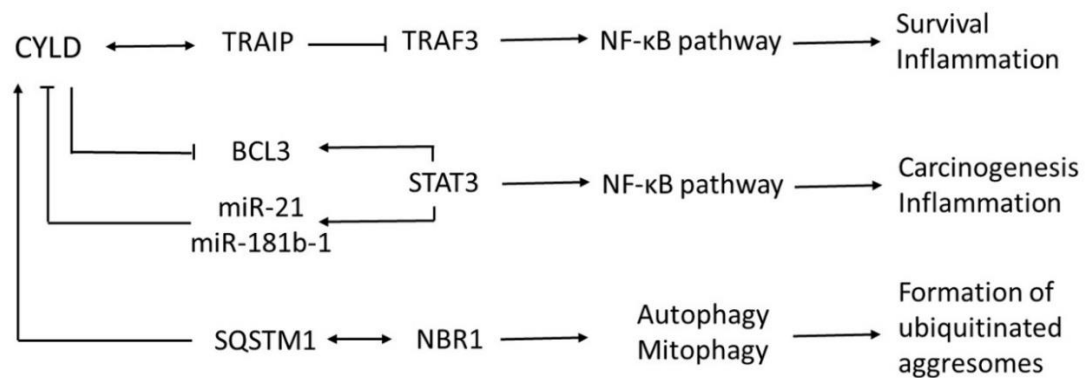 CYLD TRAIP TRAF3 NF-κB pathway Survival
Inflammation
BCL3
STAT3 NF-κB pathway Carcinogenesis
Inflammation
miR-21
miR-181b-1
SQSTM1 NBR1 Autophagy
Mitophagy
Formation of
ubiquitinated
aggresomes